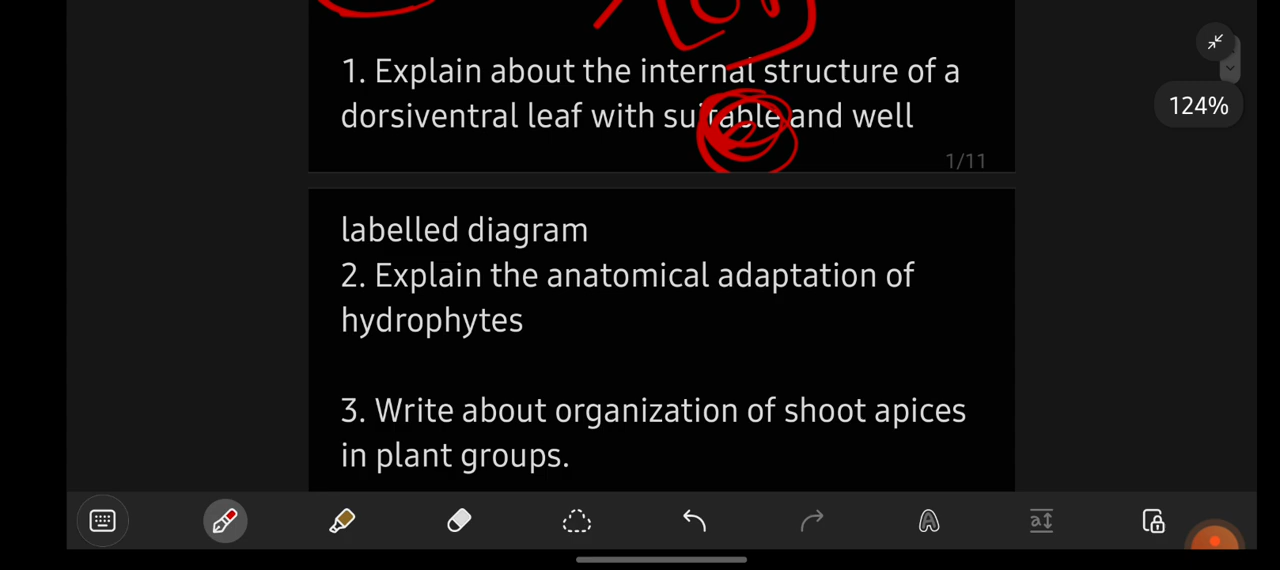 1. Explain about the internal structure of a
dorsiventral leaf with suitable and well
1/11
124%
labelled diagram
2. Explain the anatomical adaptation of
hydrophytes
3. Write about organization of shoot apices
in plant groups.